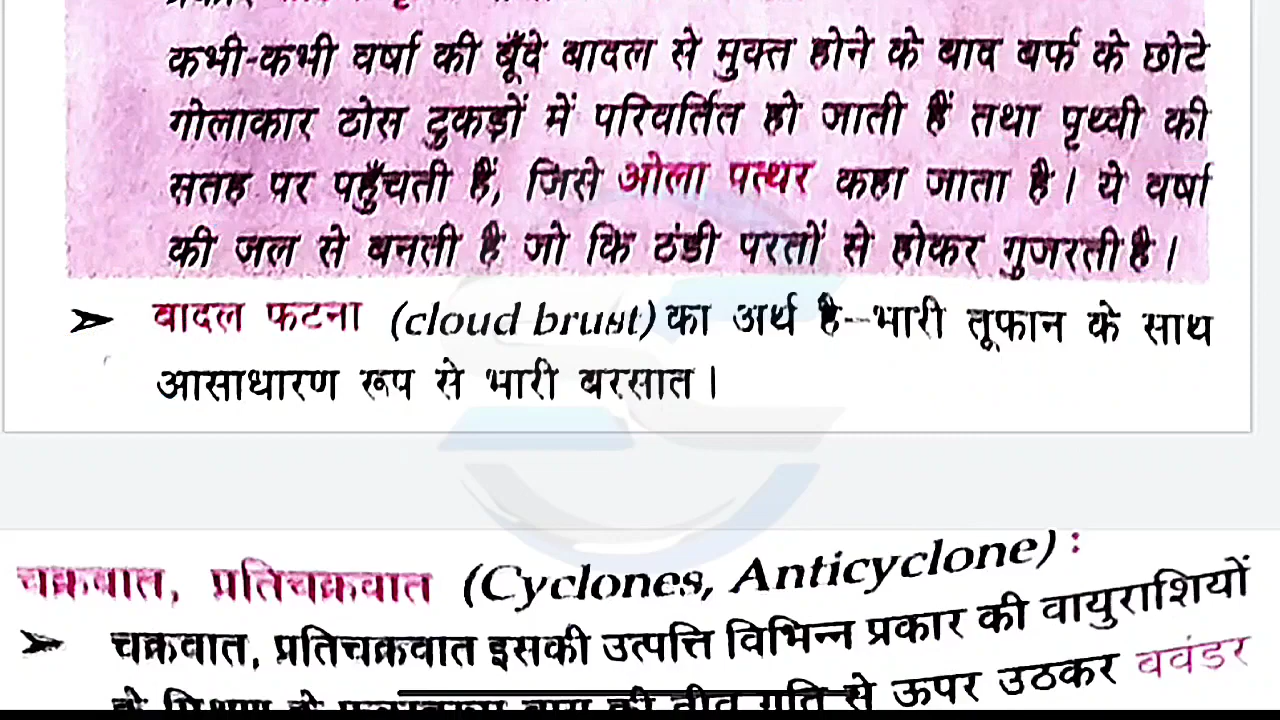 कभी-कभी वर्षा की बूँदे बादल से मुक्त होने के बाद बर्फ के छोटे
गोलाकार ठोस टुकड़ों में परिवर्तित हो जाती हैं तथा पृथ्वी की
सतह पर पहुँचती हैं, जिसे ओला पत्थर कहा जाता है। ये वर्षा
की जल से बनती है जो कि ठंडी परतों से होकर गुजरती है।
➢ बादल फटना (cloud brust) का अर्थ है--भारी तूफान के साथ
आसाधारण रूप से भारी बरसात।
चक्रवात, प्रतिचक्रवात (Cyclones, Anticyclone) :
➢ चक्रवात, प्रतिचक्रवात इसकी उत्पत्ति विभिन्न प्रकार की वायुराशियों
से ऊपर उठकर बवंडर